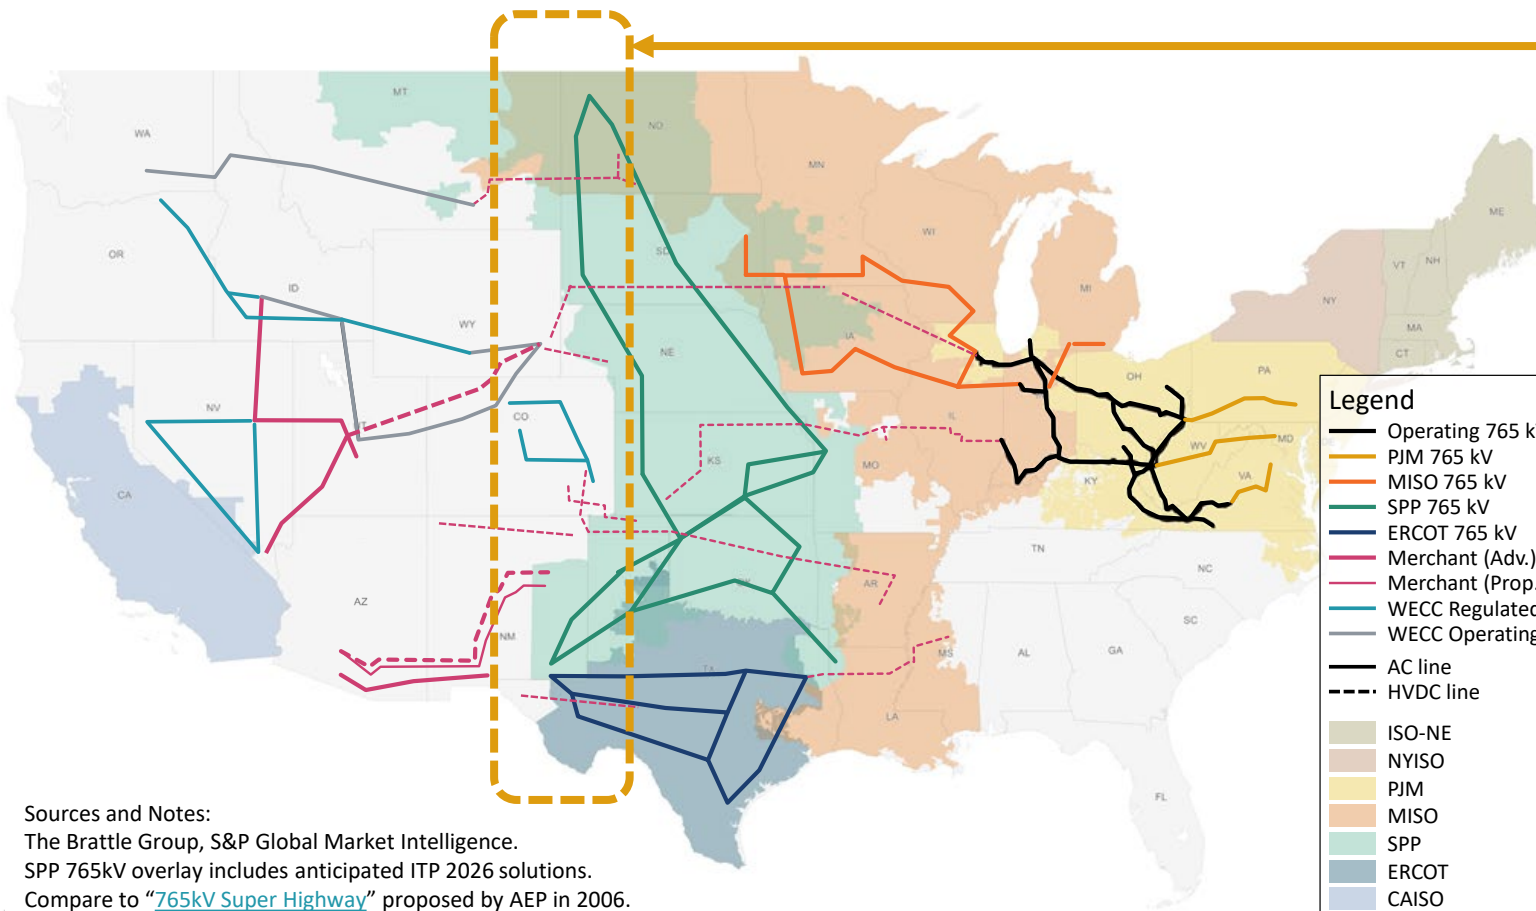 WA
MT
NO
MN
ME
OR
ID
WY
SD
WI
MI
VT
NH
NY
MA
CT
NV
CO
NE
IA
IL
OH
PA
WV
MD
VA
CA
KS
MO
KY
AZ
NM
AR
TN
NC
SC
MS
AL
GA
LA
FL
Legend
Operating 765 k
PJM 765 kV
MISO 765 kV
SPP 765 kV
ERCOT 765 kV
Merchant (Adv.)
Merchant (Prop.
WECC Regulated
WECC Operating
AC line
HVDC line
ISO-NE
NYISO
PJM
MISO
SPP
ERCOT
CAISO
Sources and Notes:
The Brattle Group, S&P Global Market Intelligence.
SPP 765kV overlay includes anticipated ITP 2026 solutions.
Compare to “765kV Super Highway” proposed by AEP in 2006.